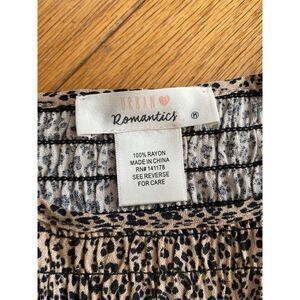 URBAN
Romantics ®
100% RAYON
MADE IN CHINA
RN# 141178
SEE REVERSE
FOR CARE